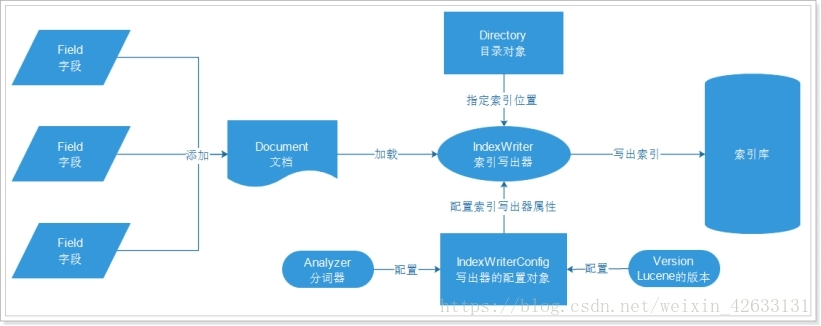 Field
字段
Field
字段
Field
字段
添加
Document
文档
加载
Directory
目录对象
指定索引位置
IndexWriter
索引写出器
写出索引
索引库
配置索引写出器属性
Analyzer
分词器
配置
IndexWriterConfig
写出器的配置对象
配置
Version
Lucene的版本
https://blog.csdn.net/weixin_42633131